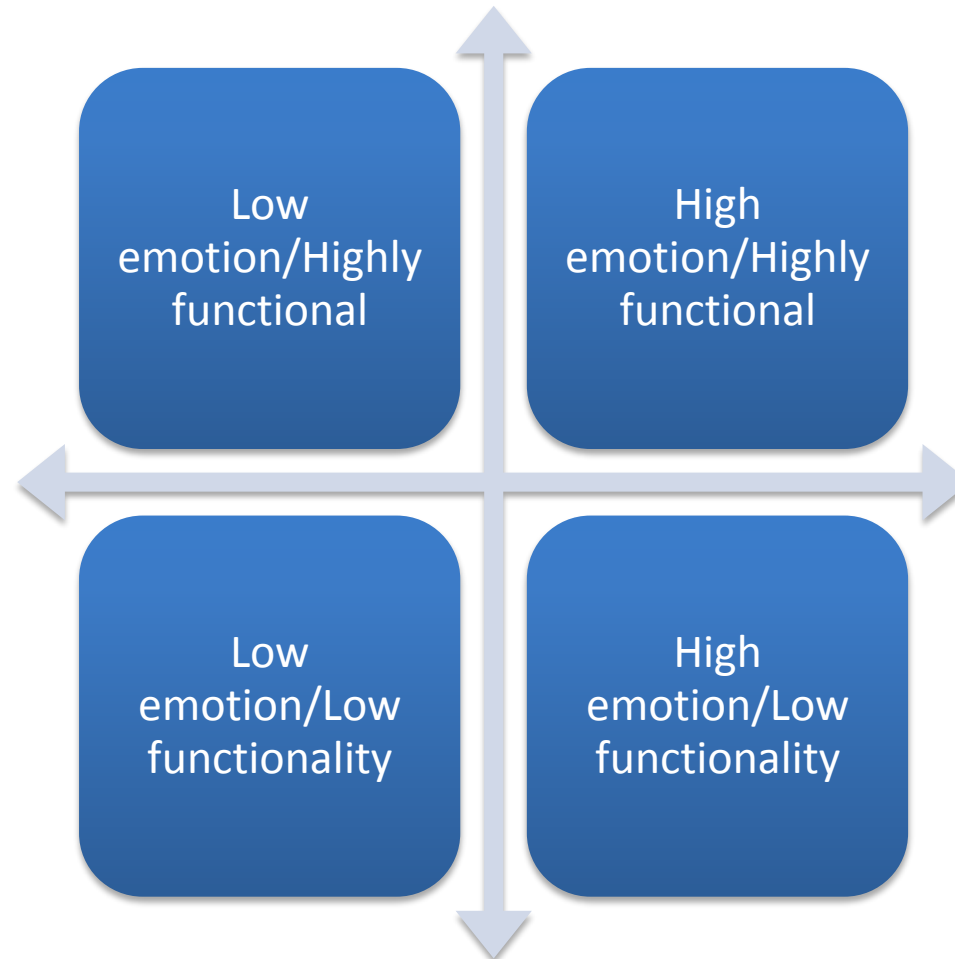 Low
emotion/Highly
functional
High
emotion/Highly
functional
Low
emotion/Low
functionality
High
emotion/Low
functionality